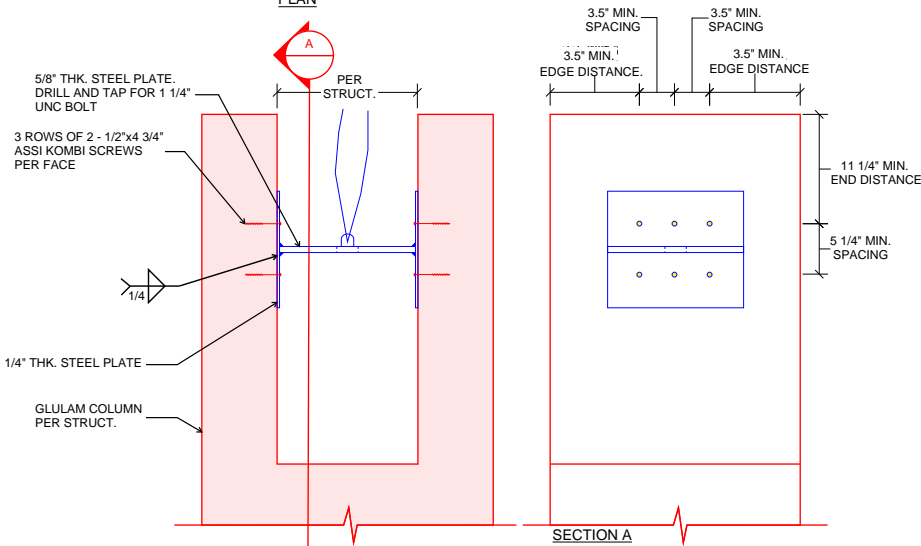 PLAN
A
5/8" THK. STEEL PLATE.
DRILL AND TAP FOR 1 1/4"
UNC BOLT
3 ROWS OF 2 - 1/2"x4 3/4"
ASSI KOMBI SCREWS
PER FACE
1/4
1/4" THK. STEEL PLATE
GLULAM COLUMN
PER STRUCT.
PER
STRUCT.
3.5" MIN.
SPACING
3.5" MIN.
SPACING
3.5" MIN.
EDGE DISTANCE.
3.5" MIN.
EDGE DISTANCE
11 1/4" MIN.
END DISTANCE
5 1/4" MIN.
SPACING
SECTION A